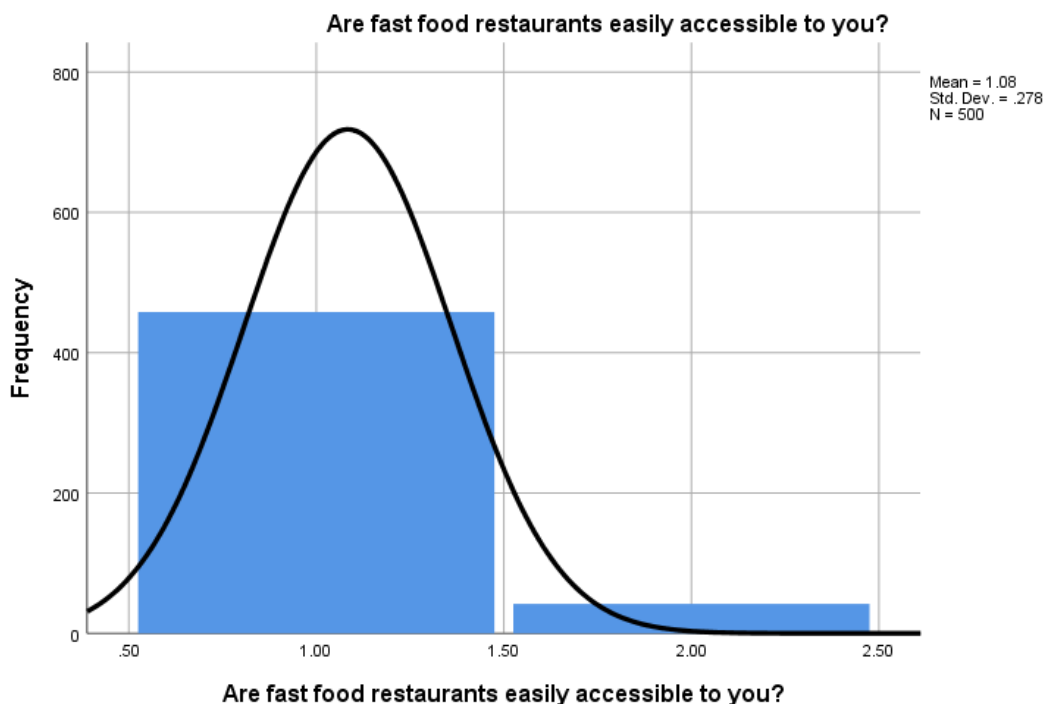 Are fast food restaurants easily accessible to you?
Mean = 1.08
Std. Dev. = .278
N = 500
800
600
400
200
0
Frequency
.50
1.00
1.50
2.00
2.50
Are fast food restaurants easily accessible to you?